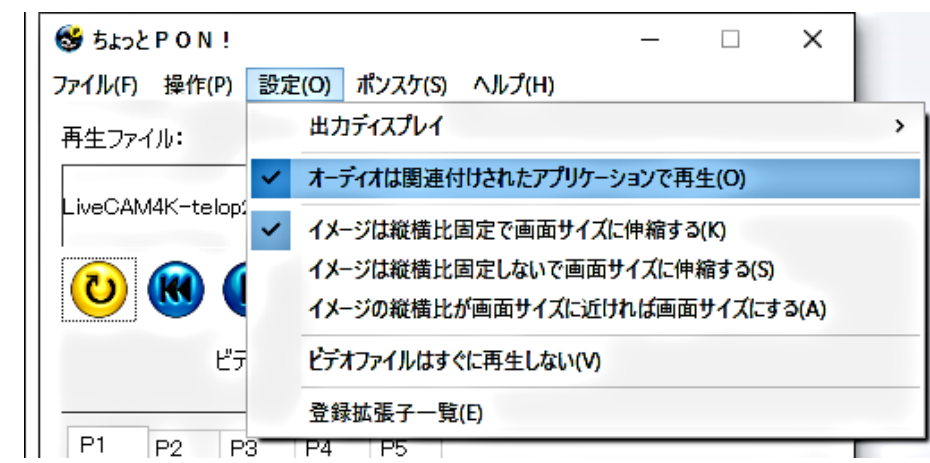 ちょっとＰＯＮ！
ファイル(F) 操作(P) 設定(O) ポンスケ(S) ヘルプ(H)
再生ファイル：
出力ディスプレイ
オーディオは関連付けされたアプリケーションで再生(O)
LiveCAM4K-telop
イメージは縦横比固定で画面サイズに伸縮する(K)
イメージは縦横比固定しないで画面サイズに伸縮する(S)
イメージの縦横比が画面サイズに近ければ画面サイズにする(A)
ビデ
ビデオファイルはすぐに再生しない(V)
登録拡張子一覧(E)
P1 P2 P3 P4 P5